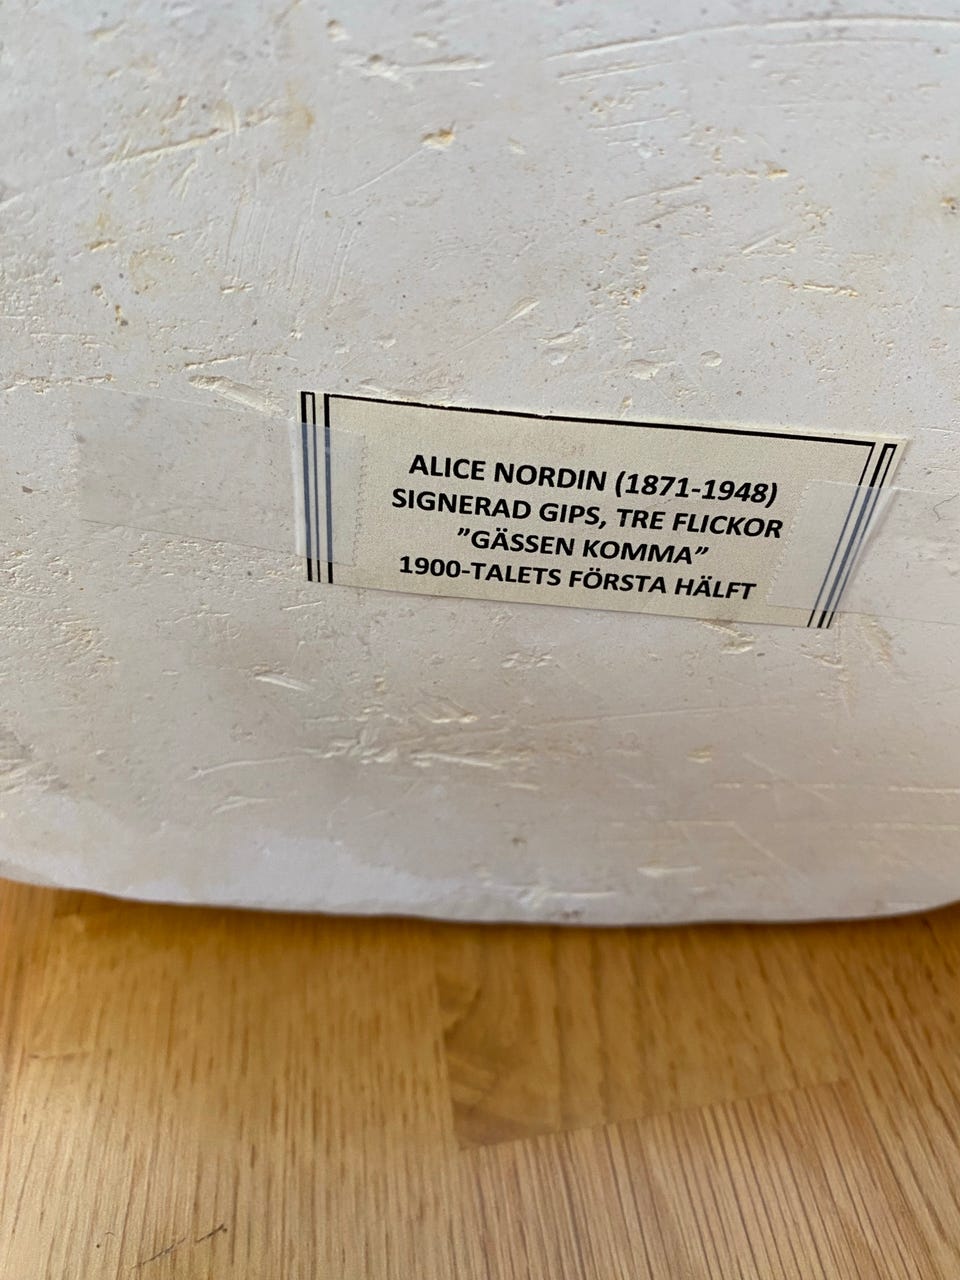 ALICE NORDIN (1871-1948)
SIGNERAD GIPS, TRE FLICKOR
”GÄSSEN KOMMA”
1900-TALETS FÖRSTA HÄLFT